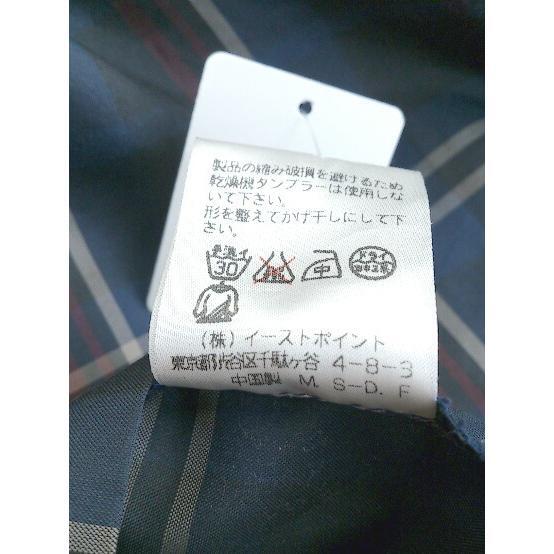 製品の縮み破損を避けるため
乾燥機タンブラーは使用しな
いで下さい。
形を整えてかげ干しにして下
さい。
手洗イ
30
中
ドライ
(株) イーストポイント
東京都渋谷区千駄ヶ谷 4-8-3
中国製 M. S-D. F